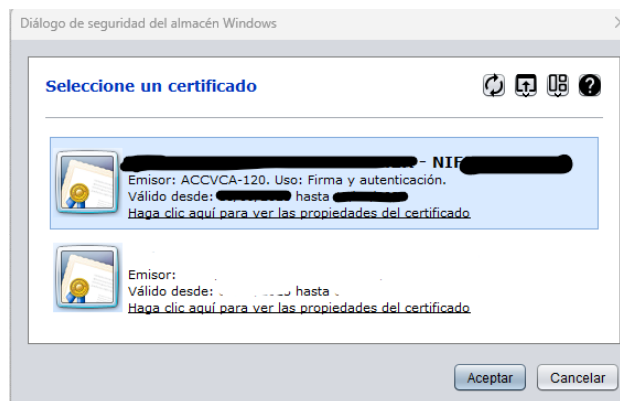 Diálogo de seguridad del almacén Windows
Seleccione un certificado
- NIF
Emisor: ACCVCA-120. Uso: Firma y autenticación.
Válido desde: hasta
Haga clic aquí para ver las propiedades del certificado
Emisor:
Válido desde: hasta
Haga clic aquí para ver las propiedades del certificado
Aceptar Cancelar